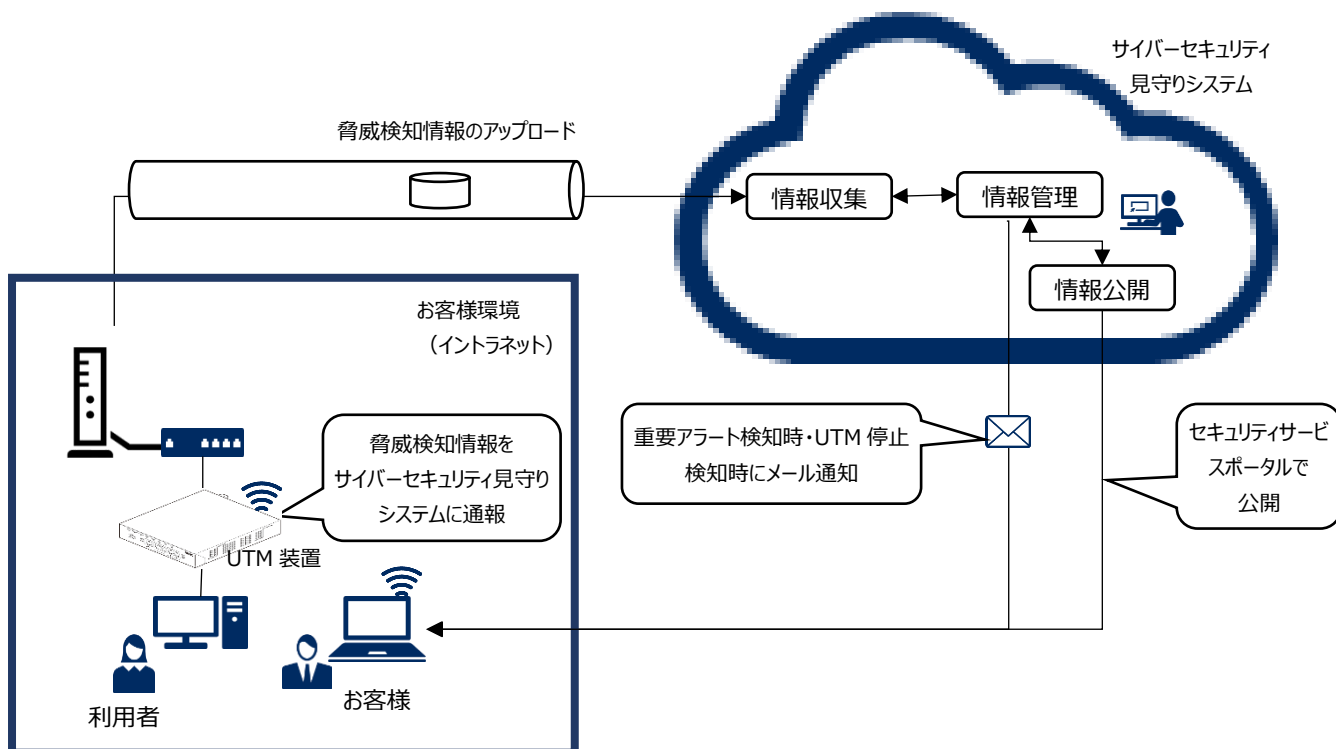 サイバーセキュリティ
見守りシステム
脅威検知情報のアップロード
情報収集
情報管理
情報公開
お客様環境
（イントラネット）
脅威検知情報を
サイバーセキュリティ見守り
システムに通報
UTM 装置
重要アラート検知時・UTM 停止
検知時にメール通知
セキュリティサービ
スポータルで
公開
利用者
お客様